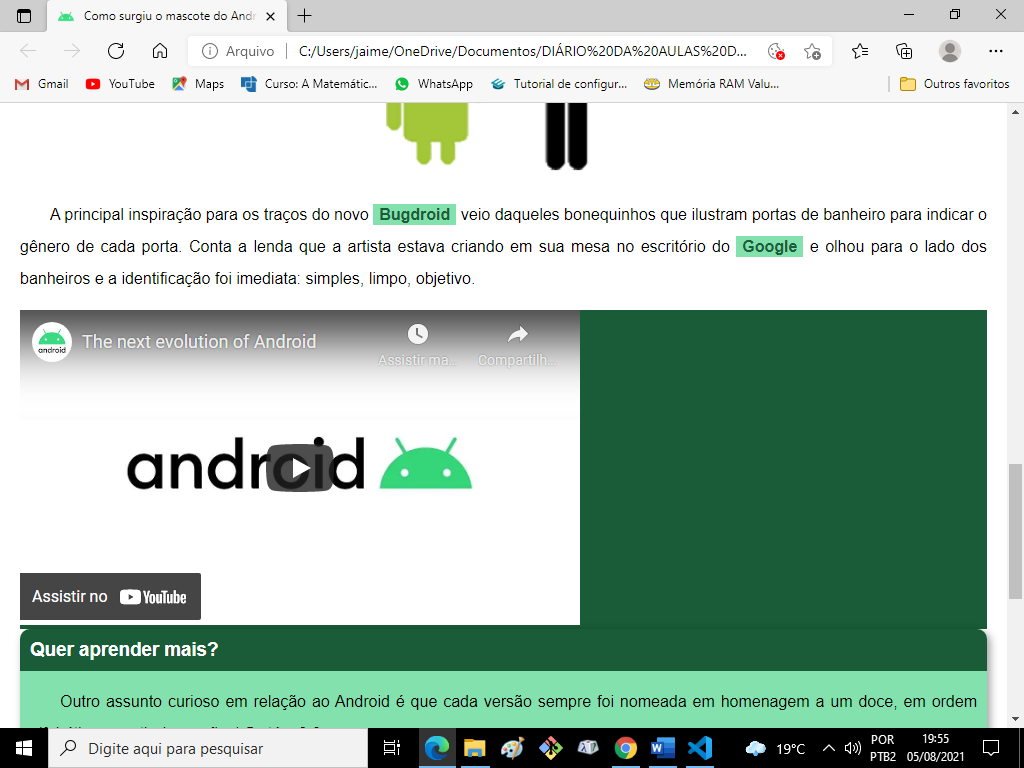 Como surgiu o mascote do Andr
Arquivo
C:/Users/jaime/OneDrive/Documentos/DIÁRIO%20DA%20AULAS%20D...
Gmail YouTube Maps Curso: A Matemátic... WhatsApp Tutorial de configur... Memória RAM Valu... Outros favoritos
A principal inspiração para os traços do novo Bugdroid veio daqueles bonequinhos que ilustram portas de banheiro para indicar o
gênero de cada porta. Conta a lenda que a artista estava criando em sua mesa no escritório do Google e olhou para o lado dos
banheiros e a identificação foi imediata: simples, limpo, objetivo.
android
The next evolution of Android
Assistir ma...
Compartilh...
android
Assistir no YouTube
Quer aprender mais?
Outro assunto curioso em relação ao Android é que cada versão sempre foi nomeada em homenagem a um doce, em ordem
Digite aqui para pesquisar
19°C
POR
PTB2
19:55
05/08/2021